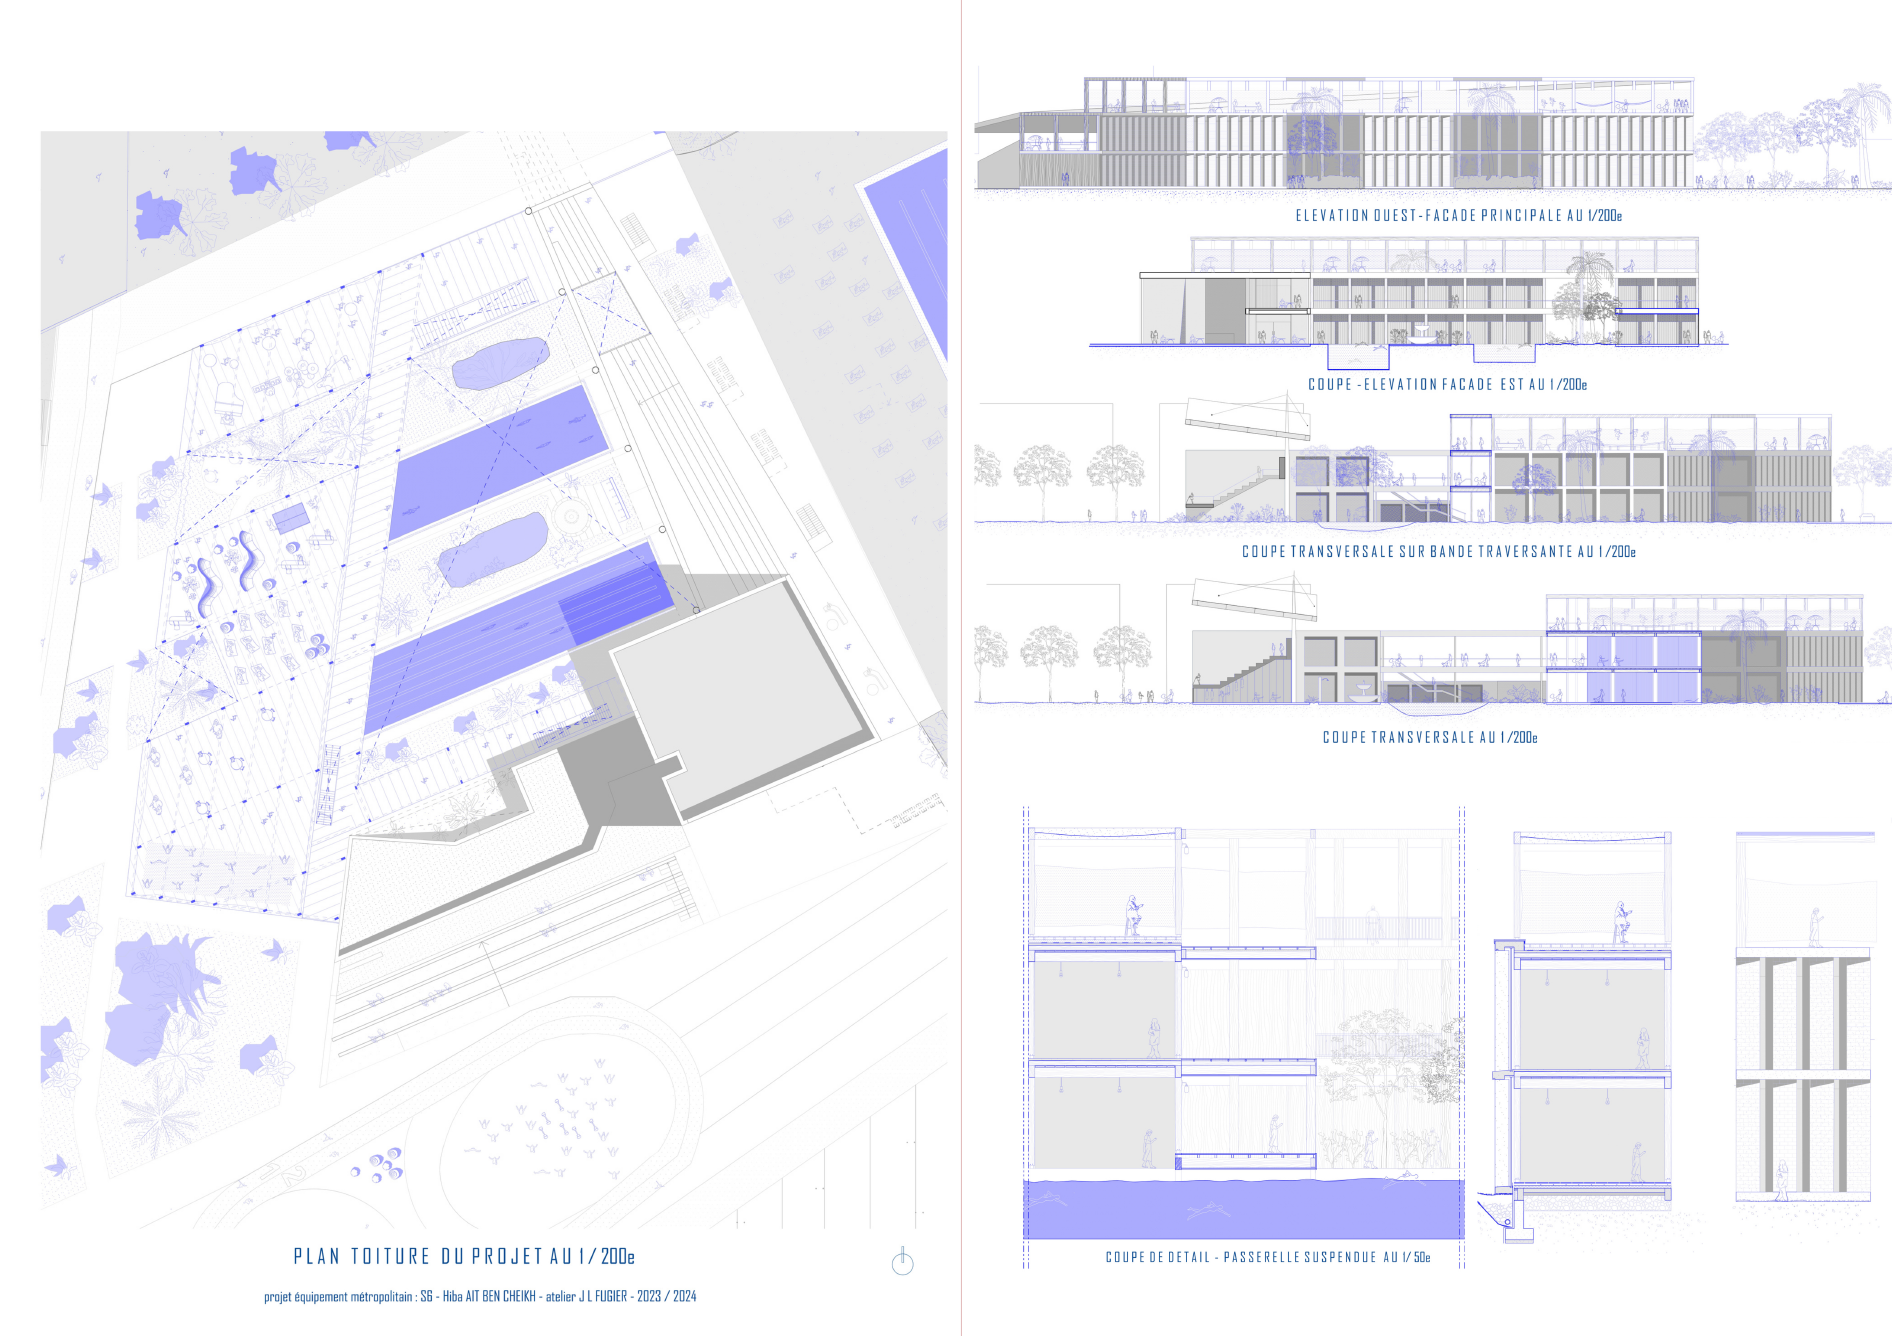 PLAN TOITURE DU PROJET AU 1/ 200e
projet équipement métropolitain : S6 - Hiba AIT BEN CHEIKH - atelier J L FUGIER - 2023 / 2024
ELEVATION OUEST-FACADE PRINCIPALE AU 1/200e
COUPE -ELEVATION FACADE EST AU 1/200e
COUPE TRANSVERSALE SUR BANDE TRAVERSANTE AU 1/200e
COUPE TRANSVERSALE AU 1/200e
COUPE DE DETAIL - PASSERELLE SUSPENDUE AU 1/ 50e